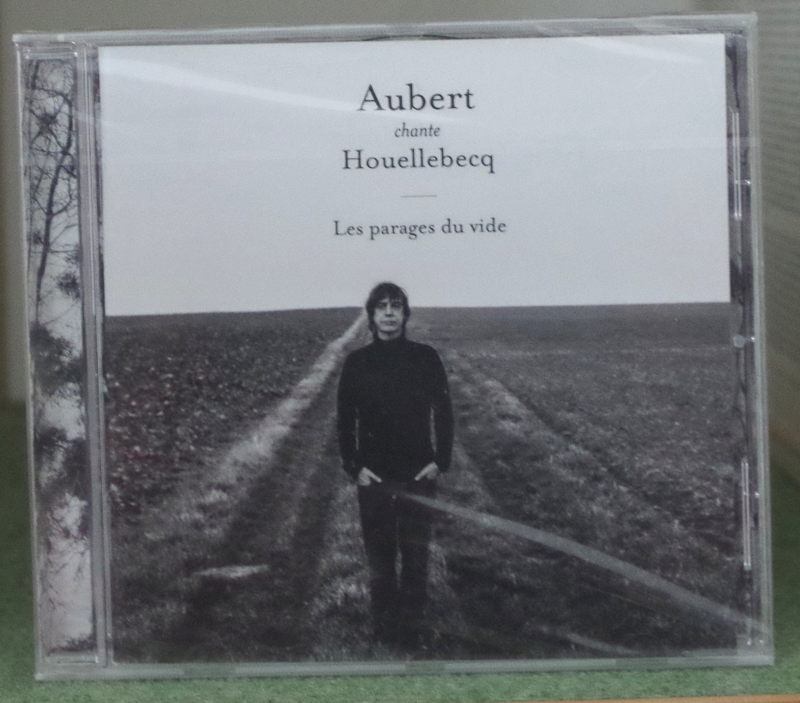 Aubert
chante
Houellebecq
Les parages du vide